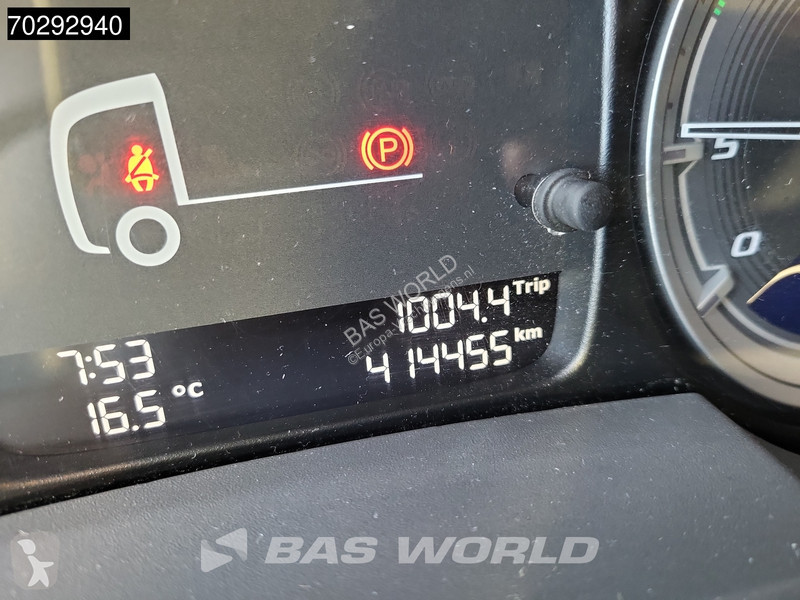 70292940
P
5
0
1004.4 Trip
7:53
414455 km
16.5 °C
BAS WORLD
BAS WORLD